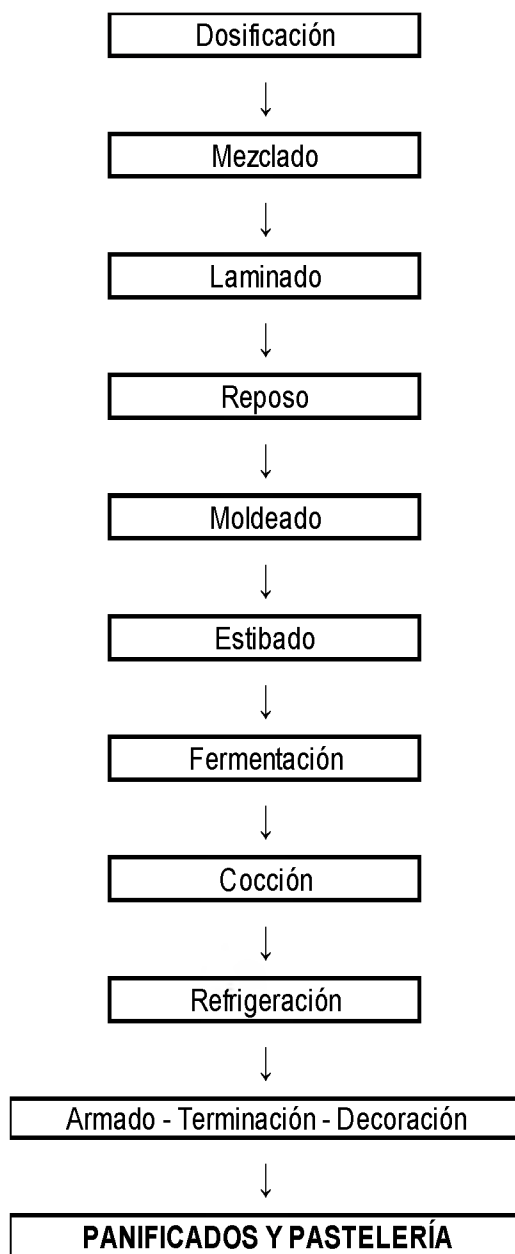 Dosificación
Mezclado
Laminado
Reposo
Moldeado
Estibado
Fermentación
Cocción
Refrigeración
Armado - Terminación - Decoración
PANIFICADOS Y PASTELERÍA